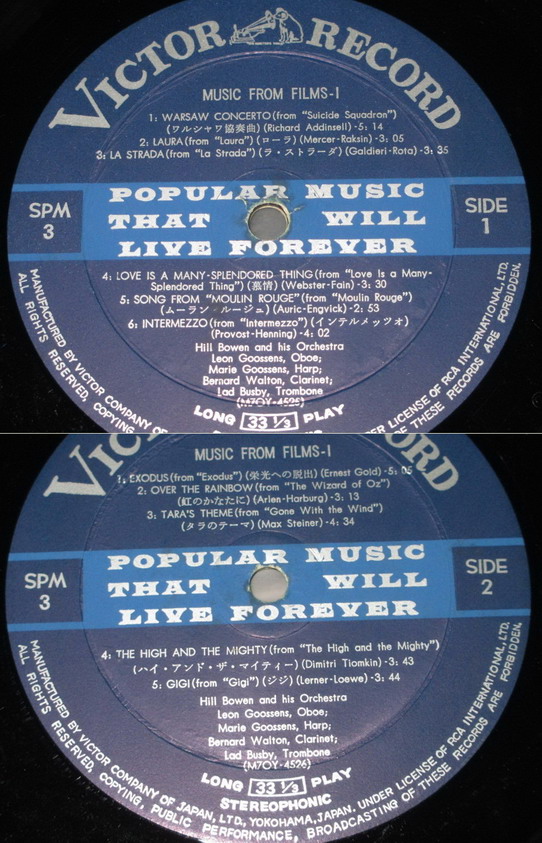 VICTOR RECORD
MUSIC FROM FILMS-1
1: WARSAW CONCERTO (from "Suicide Squadron")
(ワルシャワ協奏曲) (Richard Addinsell) -5: 14
2: LAURA (from "Laura") (ローラ) (Mercer-Raksin) -3: 05
3: LA STRADA (from "La Strada") (ラ・ストラーダ) (Galdieri-Rota) -3: 35
POPULAR MUSIC
THAT WILL
LIVE FOREVER
SPM
3
SIDE
1
4: LOVE IS A MANY-SPLENDORED THING (from "Love Is a Many-
Splendored Thing") (慕情) (Webster-Fain) -3: 30
5: SONG FROM "MOULIN ROUGE" (from "Moulin Rouge")
(ムーラン・ルージュ) (Auric-Engvick) -2: 53
6: INTERMEZZO (from "Intermezzo") (インテルメッツォ)
(Provost-Henning) -4: 02
Hill Bowen and his Orchestra
Leon Goossens, Oboe;
Marie Goossens, Harp;
Bernard Walton, Clarinet;
Lad Busby, Trombone
(M7OY-4525)
LONG 33 1/3 PLAY
MANUFACTURED BY VICTOR COMPANY OF
UNDER LICENSE OF RCA INTERNATIONAL, LTD.
ALL RIGHTS RESERVED, COPYING,
OF THESE RECORDS ARE FORBIDDEN.
MUSIC FROM FILMS-1
1: EXODUS (from "Exodus") (栄光への脱出) (Ernest Gold) -5: 05
2: OVER THE RAINBOW (from "The Wizard of Oz")
(虹のかなたに) (Arlen-Harburg) -3: 13
3: TARA'S THEME (from "Gone With the Wind")
(タラのテーマ) (Max Steiner) -4: 34
POPULAR MUSIC
THAT WILL
LIVE FOREVER
SPM
3
SIDE
2
4: THE HIGH AND THE MIGHTY (from "The High and the Mighty")
(ハイ・アンド・ザ・マイティー) (Dimitri Tiomkin) -3: 43
5: GIGI (from "Gigi") (ジジ) (Lerner-Loewe) -3: 44
Hill Bowen and his Orchestra
Leon Goossens, Oboe;
Marie Goossens, Harp;
Bernard Walton, Clarinet;
Lad Busby, Trombone
(M7OY-4526)
LONG 33 1/3 PLAY
STEREOPHONIC
MANUFACTURED BY VICTOR COMPANY OF JAPAN, LTD., YOKOHAMA, JAPAN. UNDER LICENSE OF RCA INTERNATIONAL, LTD.
ALL RIGHTS RESERVED, COPYING, PUBLIC PERFORMANCE, BROADCASTING OF THESE RECORDS ARE FORBIDDEN.